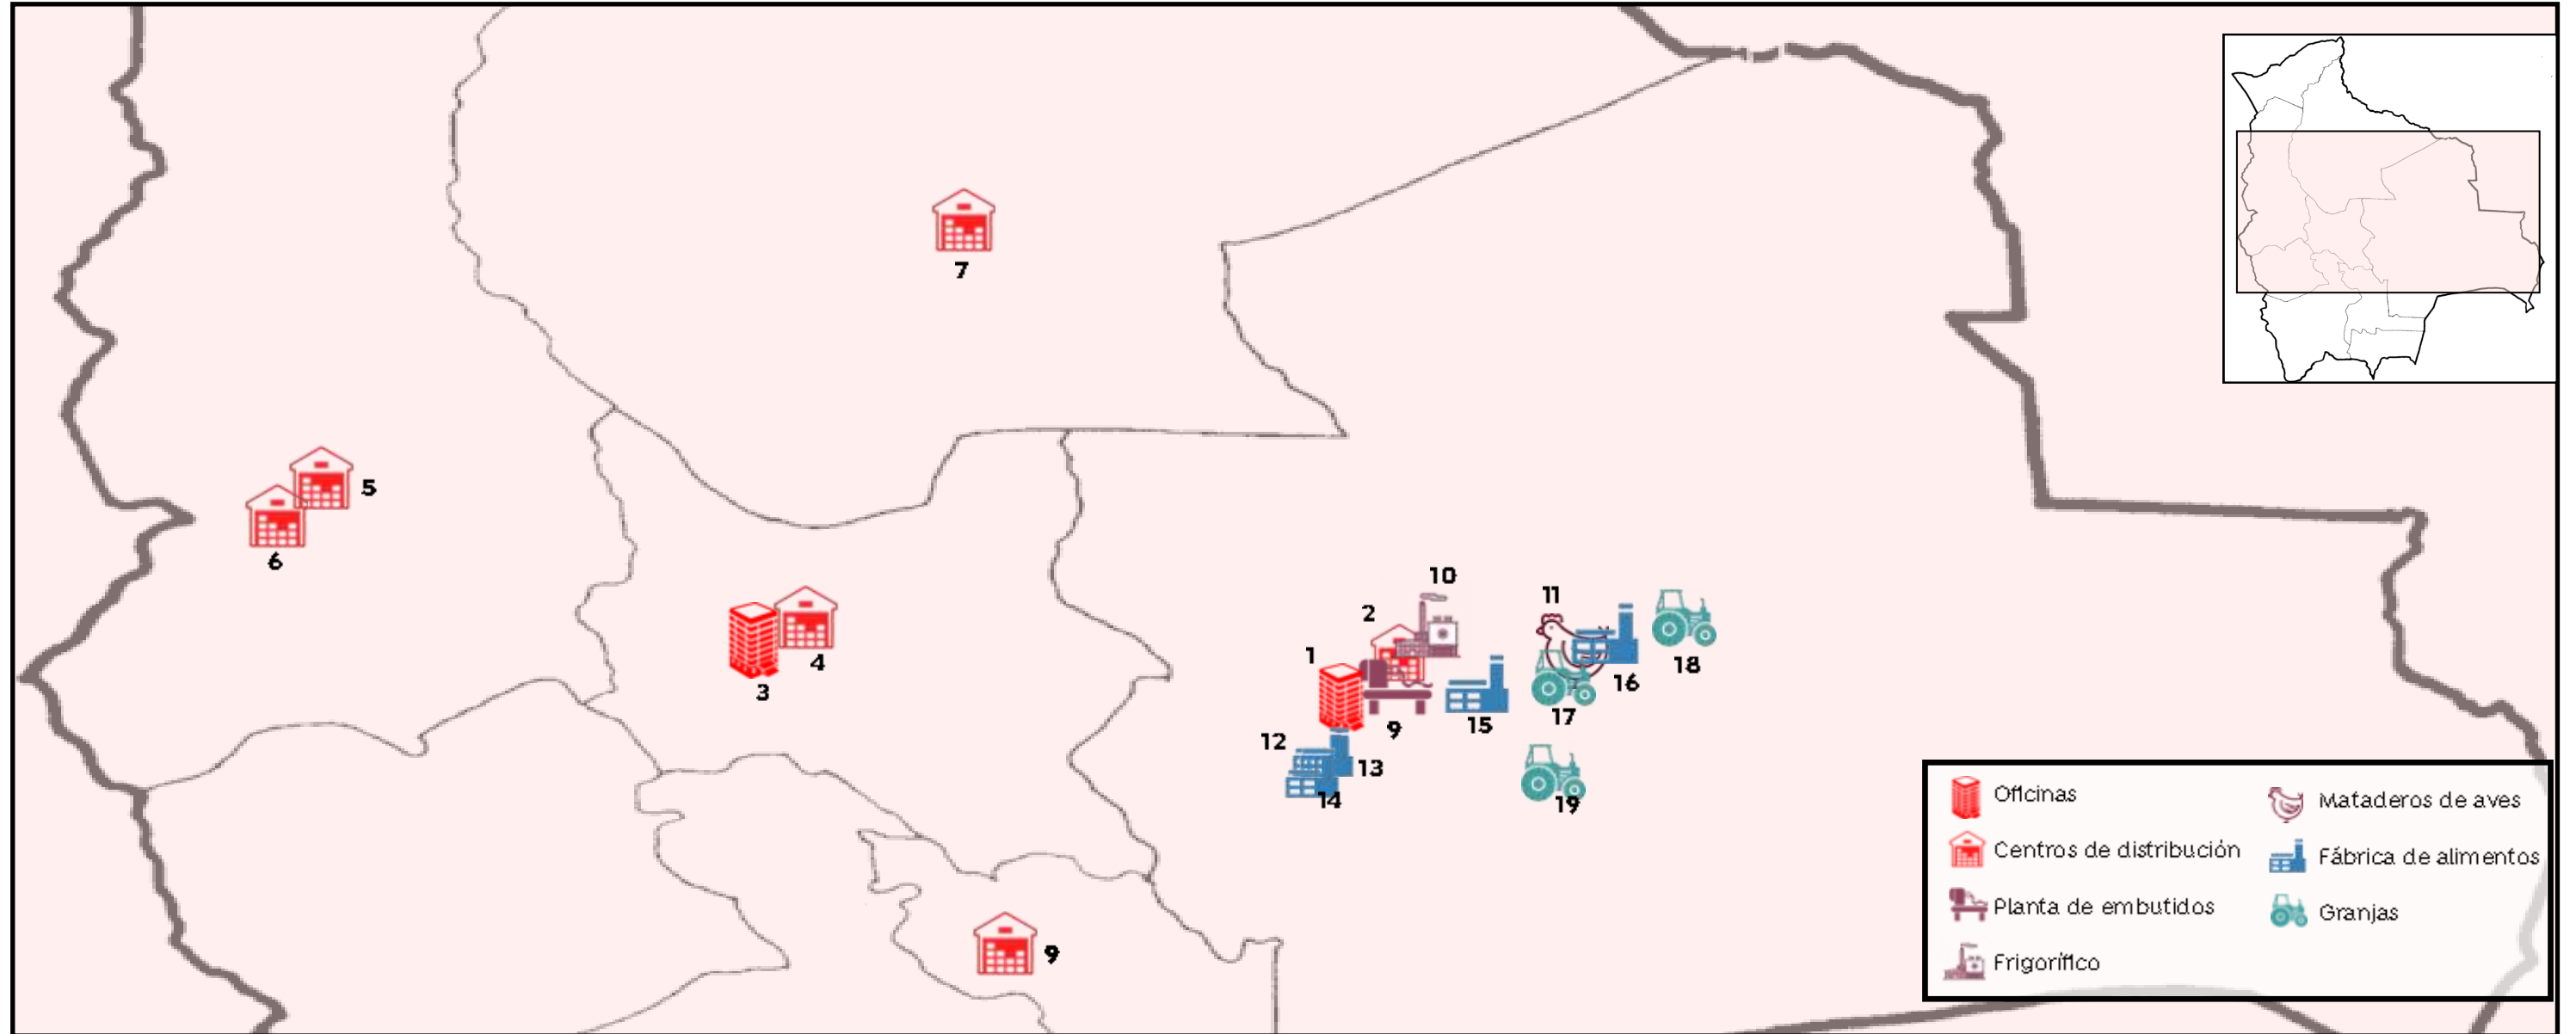 7
5
6
10
11
2
1
4
3
18
16
17
15
9
12
13
14
19
9
Oficinas
Centros de distribución
Planta de embutidos
Frigorífico
Mataderos de aves
Fábrica de alimentos
Granjas